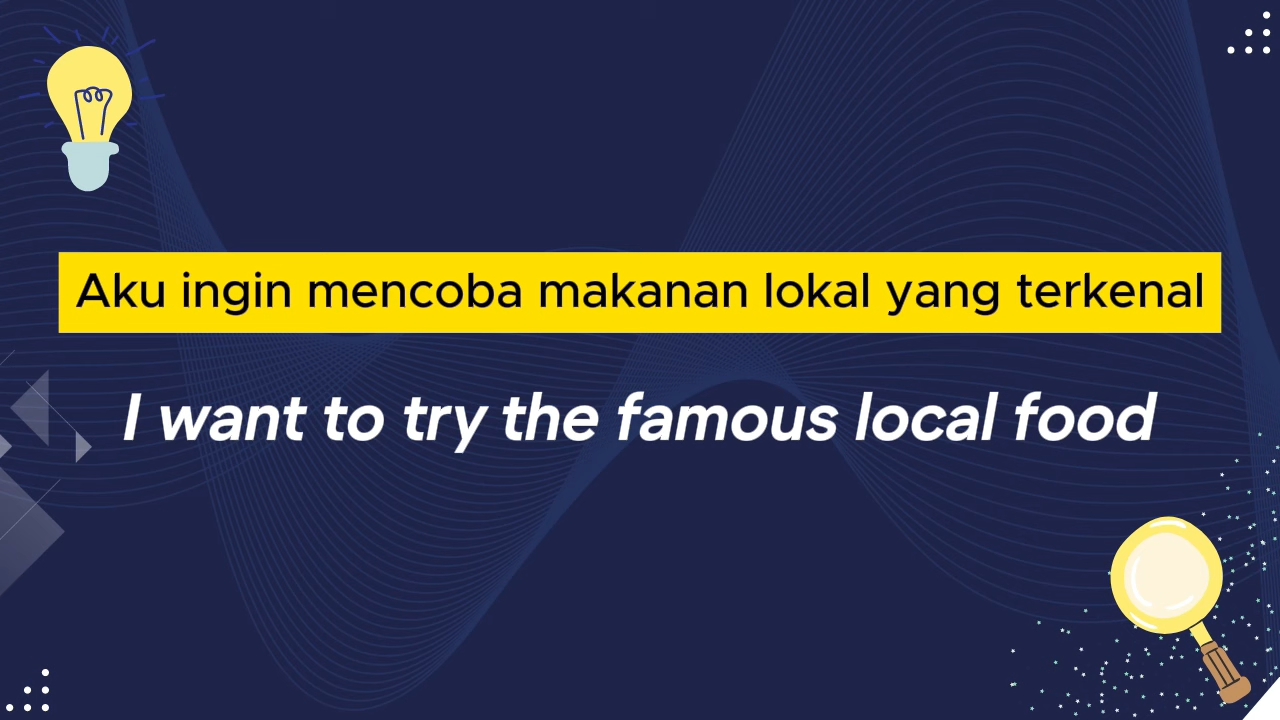 Aku ingin mencoba makanan lokal yang terkenal
I want to try the famous local food